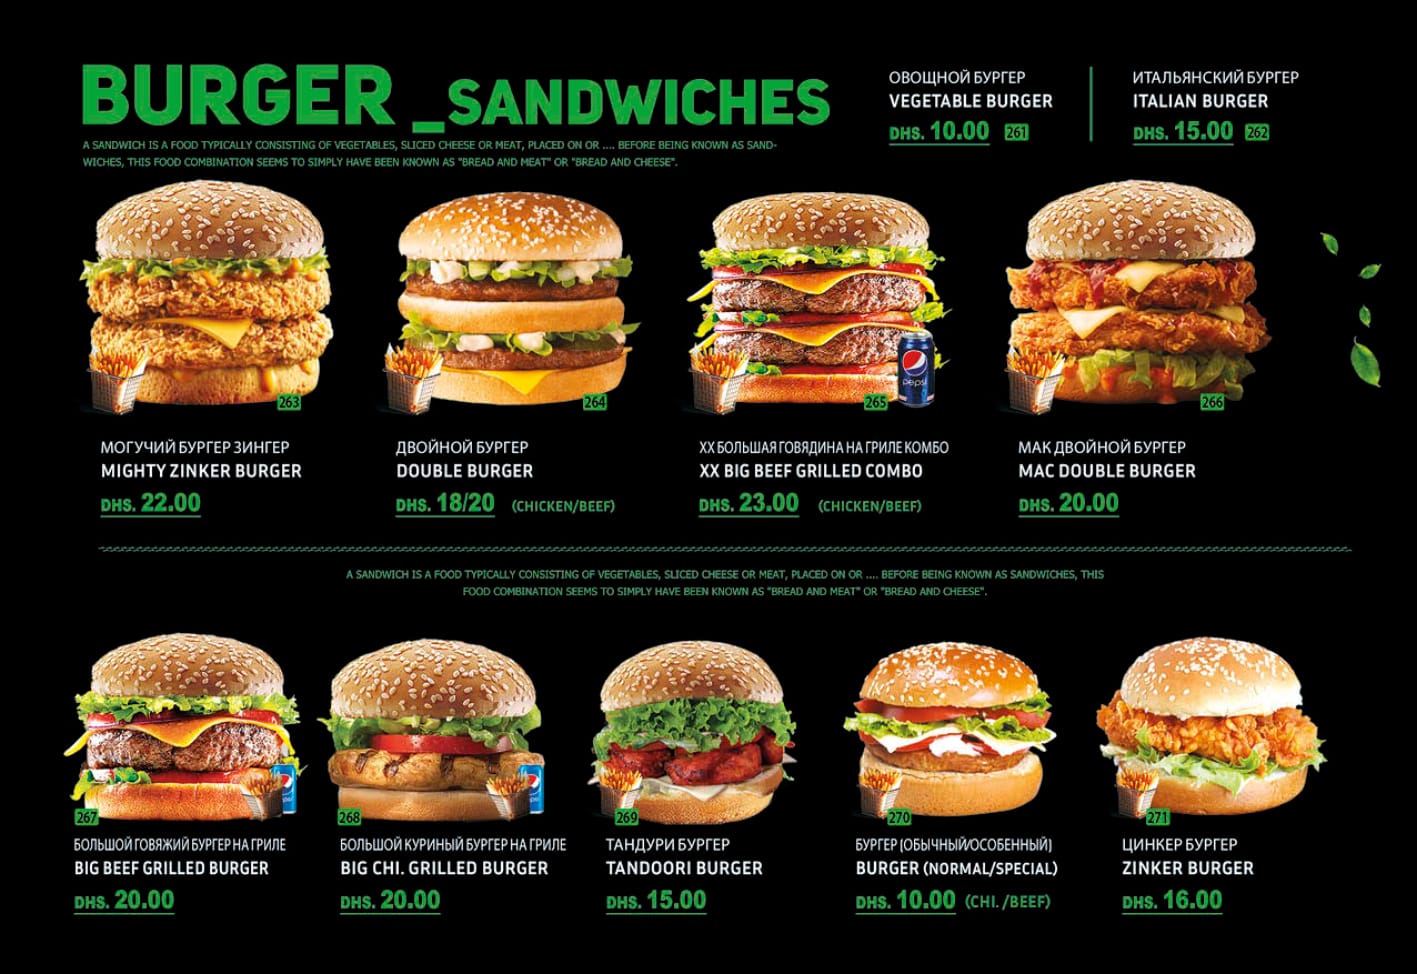 BURGER _SANDWICHES
A SANDWICH IS A FOOD TYPICALLY CONSISTING OF VEGETABLES, SLICED CHEESE OR MEAT, PLACED ON OR .... BEFORE BEING KNOWN AS SAND-
WICHES, THIS FOOD COMBINATION SEEMS TO SIMPLY HAVE BEEN KNOWN AS "BREAD AND MEAT" OR "BREAD AND CHEESE".
ОВОЩНОЙ БУРГЕР
VEGETABLE BURGER
DHS. 10.00 261
ИТАЛЬЯНСКИЙ БУРГЕР
ITALIAN BURGER
DHS. 15.00 262
263
МОГУЧИЙ БУРГЕР ЗИНГЕР
MIGHTY ZINKER BURGER
DHS. 22.00
264
ДВОЙНОЙ БУРГЕР
DOUBLE BURGER
DHS. 18/20 (CHICKEN/BEEF)
pepsi
265
ХХ БОЛЬШАЯ ГОВЯДИНА НА ГРИЛЕ КОМБО
XX BIG BEEF GRILLED COMBO
DHS. 23.00 (CHICKEN/BEEF)
266
МАК ДВОЙНОЙ БУРГЕР
MAC DOUBLE BURGER
DHS. 20.00
A SANDWICH IS A FOOD TYPICALLY CONSISTING OF VEGETABLES, SLICED CHEESE OR MEAT, PLACED ON OR .... BEFORE BEING KNOWN AS SANDWICHES, THIS
FOOD COMBINATION SEEMS TO SIMPLY HAVE BEEN KNOWN AS "BREAD AND MEAT" OR "BREAD AND CHEESE".
267
БОЛЬШОЙ ГОВЯЖИЙ БУРГЕР НА ГРИЛЕ
BIG BEEF GRILLED BURGER
DHS. 20.00
268
БОЛЬШОЙ КУРИНЫЙ БУРГЕР НА ГРИЛЕ
BIG CHI. GRILLED BURGER
DHS. 20.00
269
ТАНДУРИ БУРГЕР
TANDOORI BURGER
DHS. 15.00
270
БУРГЕР (ОБЫЧНЫЙ/ОСОБЕННЫЙ)
BURGER (NORMAL/SPECIAL)
DHS. 10.00 (CHI. /BEEF)
271
ЦИНКЕР БУРГЕР
ZINKER BURGER
DHS. 16.00